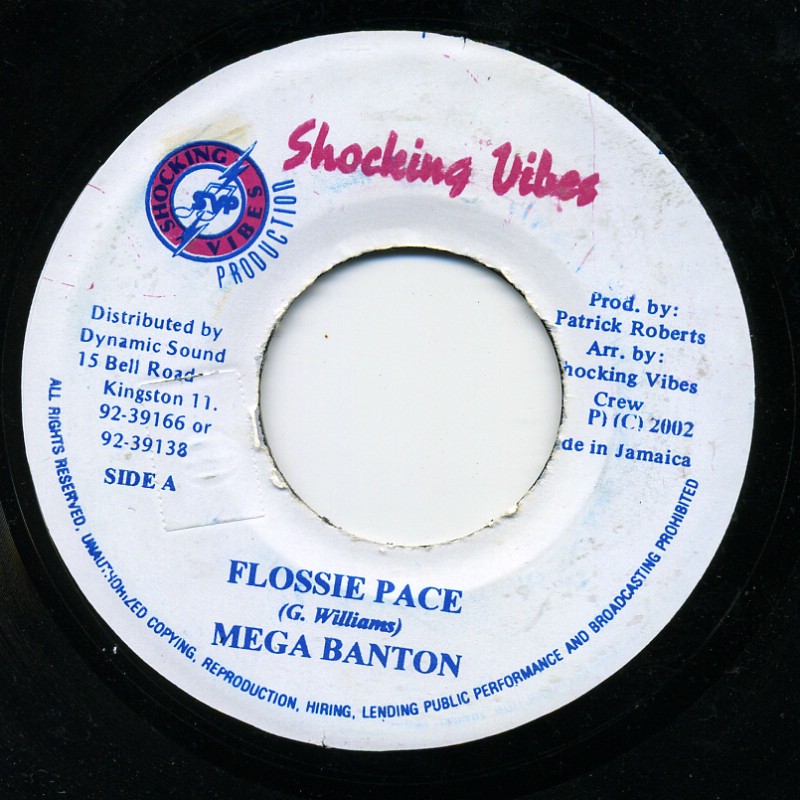 Shocking Vibes
SHOCKING VIBES
SVP
PRODUCTION
Distributed by
Dynamic Sound
15 Bell Road
Kingston 11.
92-39166 or
92-39138
SIDE A
Prod. by:
Patrick Roberts
Arr. by:
hocking Vibes
Crew
P) (C) 2002
de in Jamaica
FLOSSIE PACE
(G. Williams)
MEGA BANTON
ALL RIGHTS RESERVED. UNAUTHORIZED COPYING, REPRODUCTION, HIRING, LENDING PUBLIC PERFORMANCE AND BROADCASTING PROHIBITED